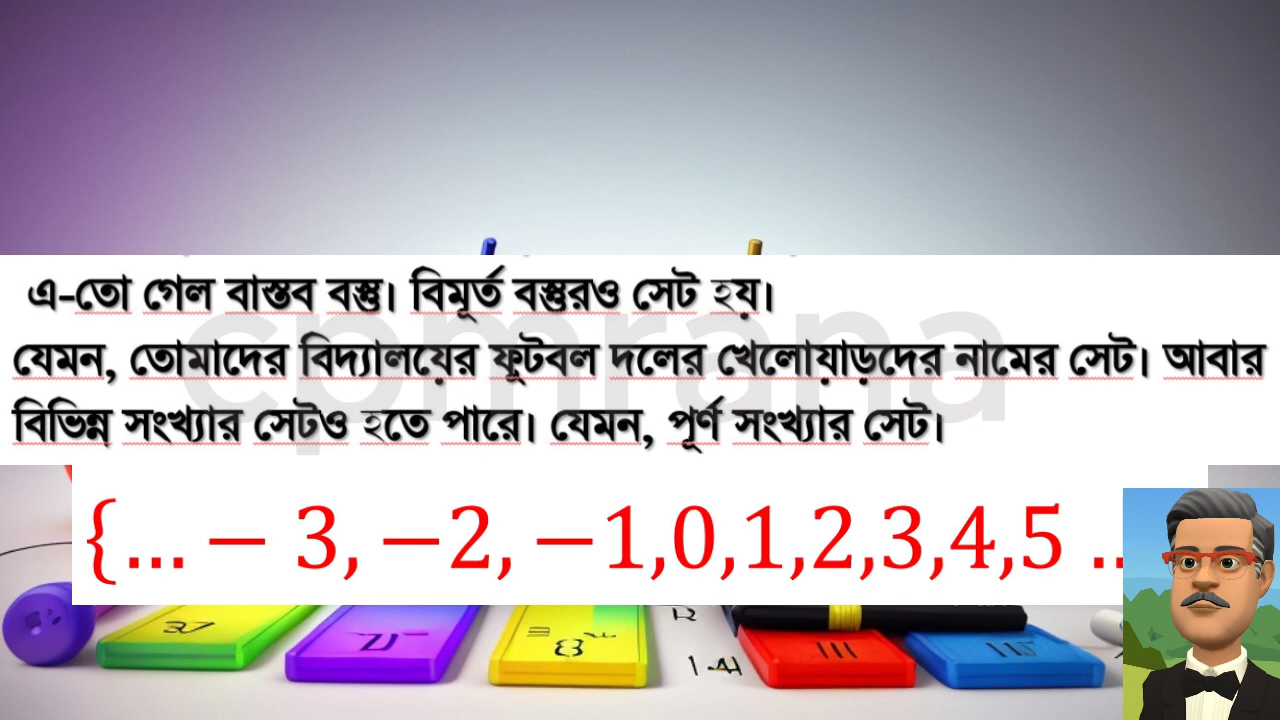 এ-তো গেল বাস্তব বস্তু। বিমূর্ত বস্তুরও সেট হয়।
যেমন, তোমাদের বিদ্যালয়ের ফুটবল দলের খেলোয়াড়দের নামের সেট। আবার
বিভিন্ন সংখ্যার সেটও হতে পারে। যেমন, পূর্ণ সংখ্যার সেট।
cpmrana
{… − 3, −2, −1,0,1,2,3,4,5 ..